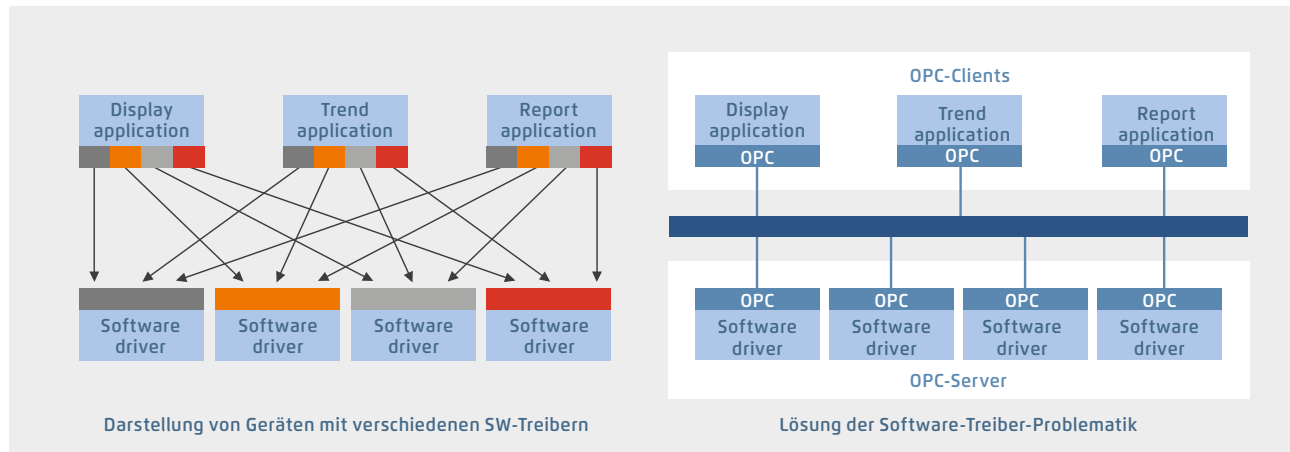 Display
application
Trend
application
Report
application
Software
driver
Software
driver
Software
driver
Software
driver
Darstellung von Geräten mit verschiedenen SW-Treibern
OPC-Clients
Display
application
OPC
Trend
application
OPC
Report
application
OPC
OPC
Software
driver
OPC
Software
driver
OPC
Software
driver
OPC
Software
driver
OPC-Server
Lösung der Software-Treiber-Problematik